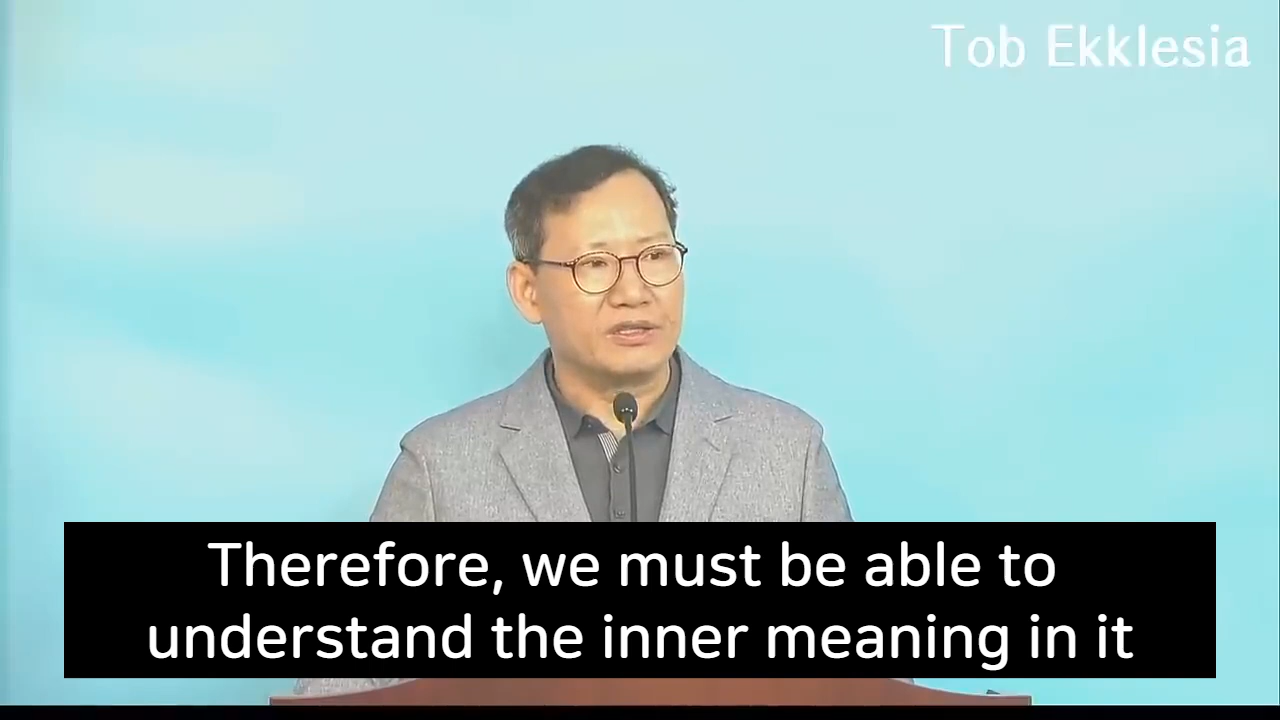 Tob Ekklesia
Therefore, we must be able to
understand the inner meaning in it